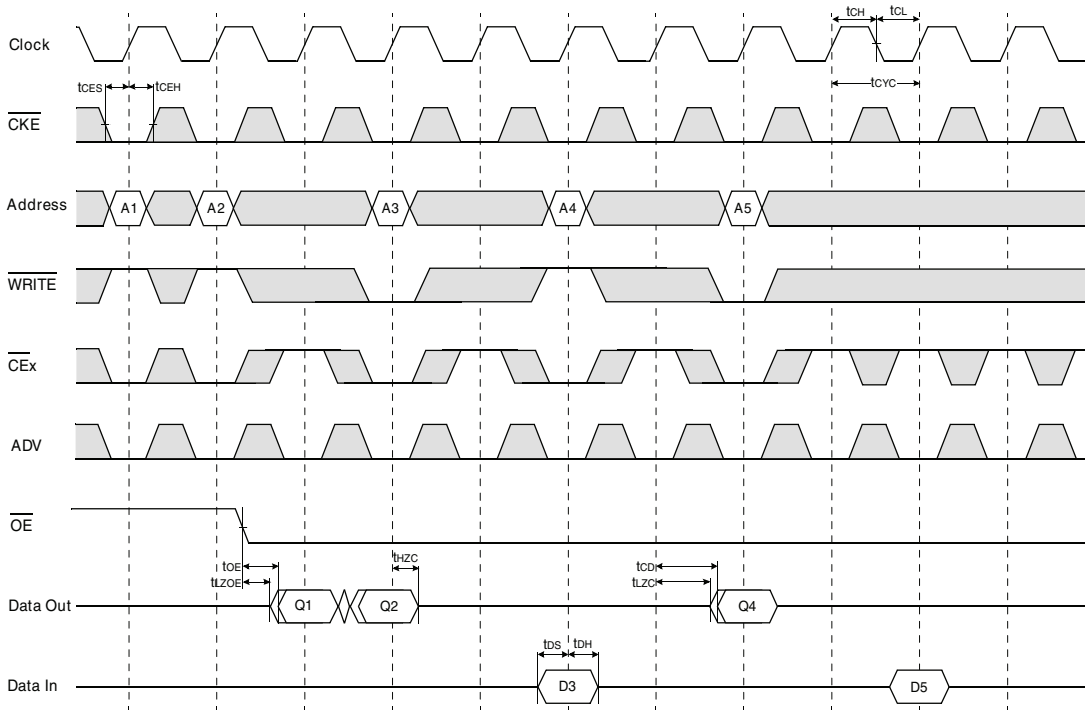 Clock
tCH tCL
tCYC
tCES tCEH
CKE
Address A1 A2 A3 A4 A5
WRITE
CEx
ADV
OE
tOE tHZC tCD
tLZOE tLZC
Data Out Q1 Q2 Q4
tDS tDH
Data In D3 D5